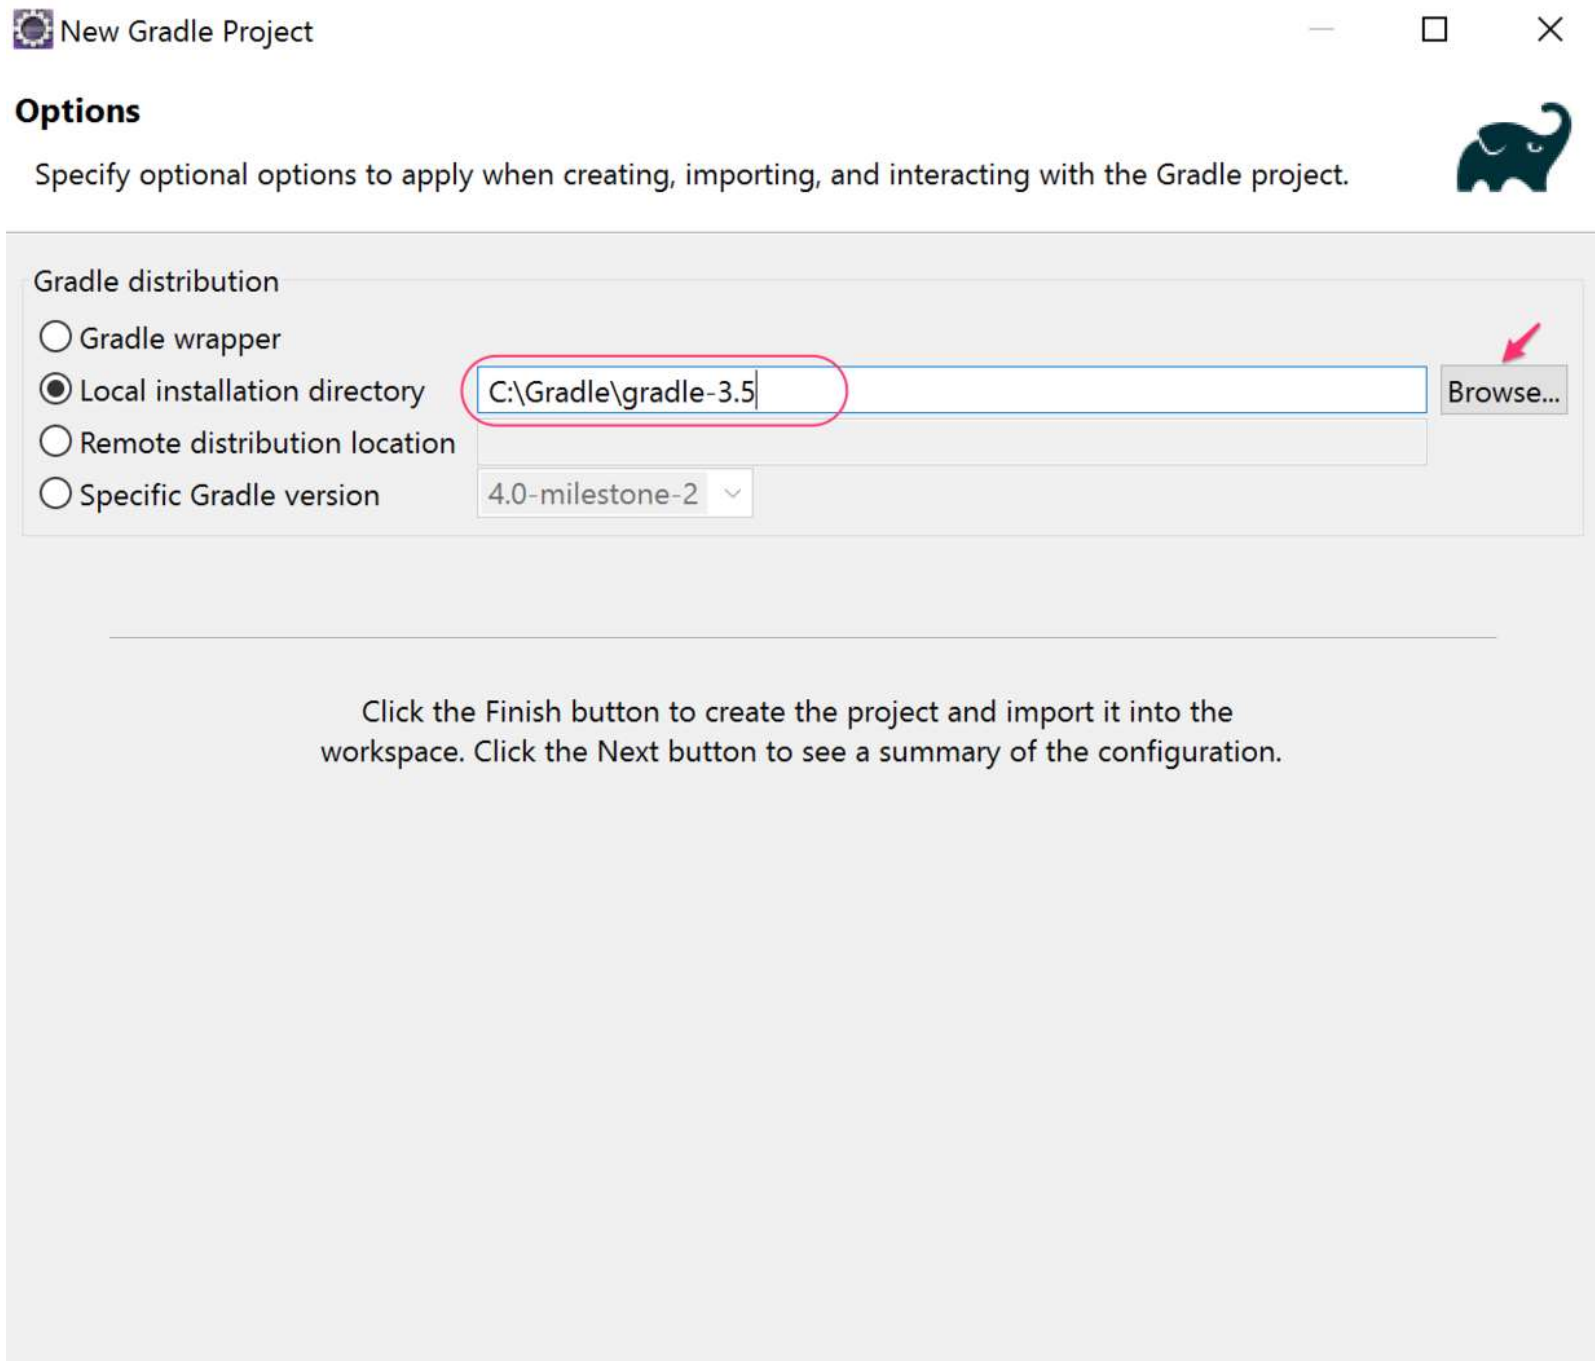 New Gradle Project
Options
Specify optional options to apply when creating, importing, and interacting with the Gradle project.
Gradle distribution
Gradle wrapper
Local installation directory C:\Gradle\gradle-3.5 Browse...
Remote distribution location
Specific Gradle version 4.0-milestone-2
Click the Finish button to create the project and import it into the
workspace. Click the Next button to see a summary of the configuration.